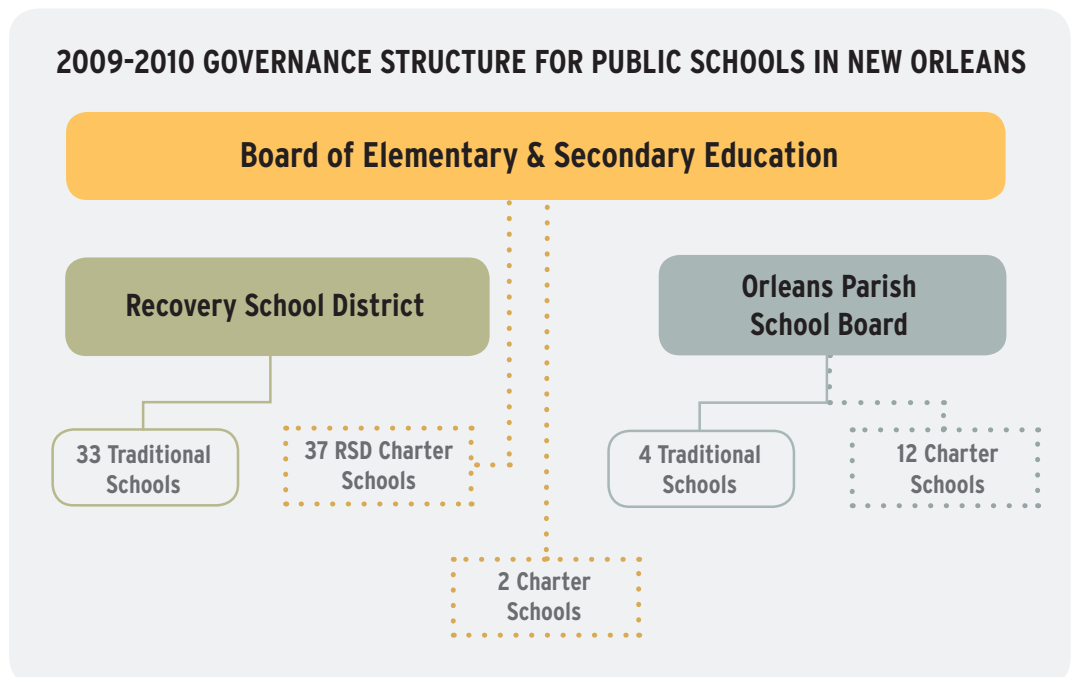 2009-2010 GOVERNANCE STRUCTURE FOR PUBLIC SCHOOLS IN NEW ORLEANS
Board of Elementary & Secondary Education
Recovery School District
Orleans Parish
School Board
33 Traditional
Schools
37 RSD Charter
Schools
4 Traditional
Schools
12 Charter
Schools
2 Charter
Schools